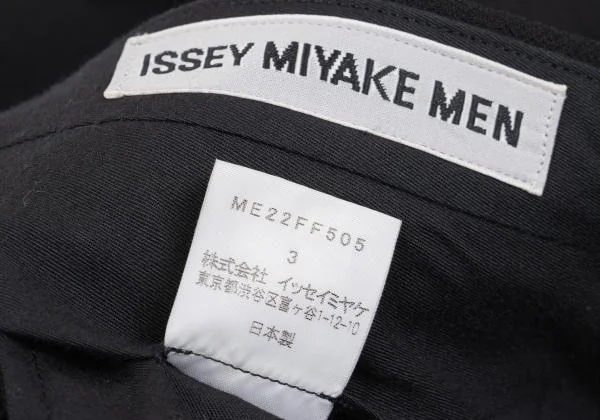 ISSEY MIYAKE MEN
ME22FF505
3
株式会社 イッセイミヤケ
東京都渋谷区富ヶ谷1-12-10
日本製